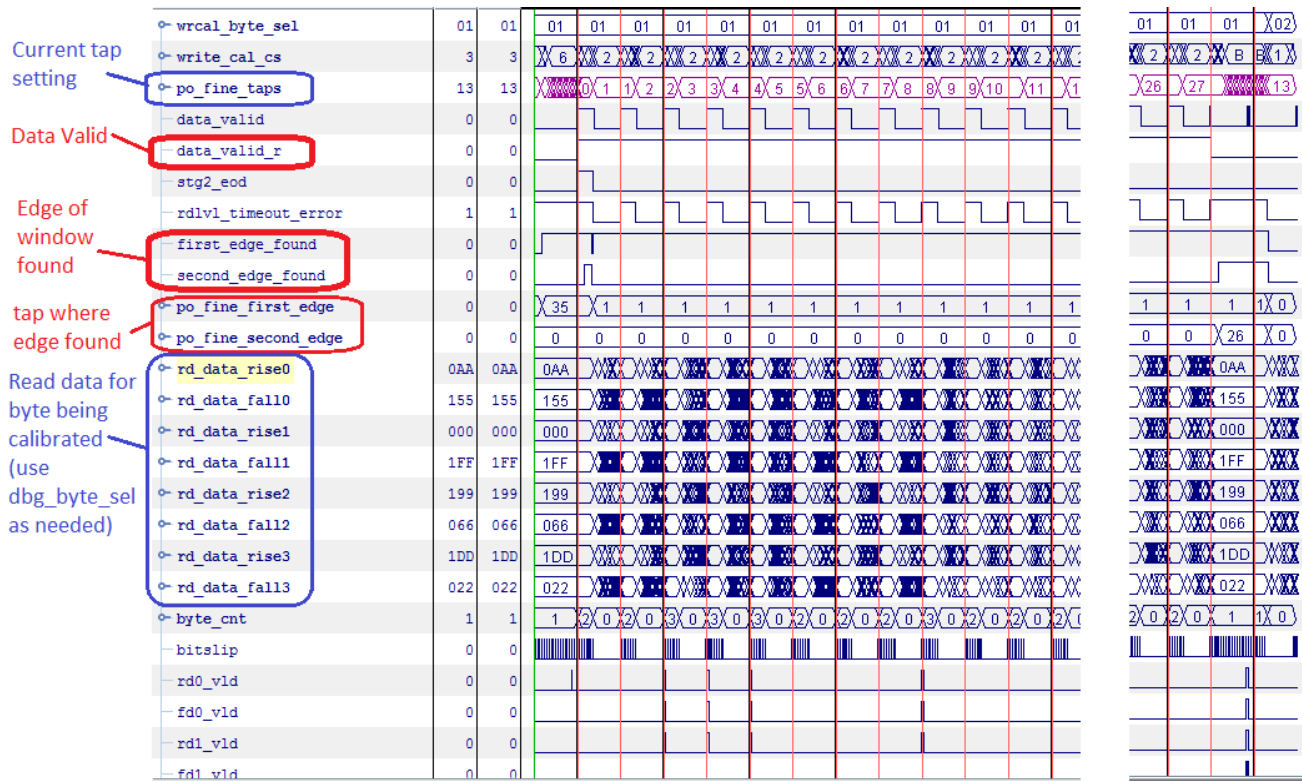 Current tap
setting
Data Valid
Edge of
window
found
tap where
edge found
Read data for
byte being
calibrated
(use
dbg_byte_sel
as needed)
wrcal_byte_sel 01 01 01 01 01 01 01 01 01 01 01 01 01 01 01 01 01 01 02
write_cal_cs 3 3 6 2 2 2 2 2 2 2 2 2 2 2 2 2 B B 1
po_fine_taps 13 13 0 1 1 2 2 3 3 4 4 5 5 6 6 7 7 8 8 9 9 10 11 1 26 27 13
data_valid 0 0
data_valid_r 0 0
stg2_eod 0 0
rdlvl_timeout_error 1 1
first_edge_found 0 0
second_edge_found 0 0
po_fine_first_edge 0 0 35 1 1 1 1 1 1 1 1 1 1 1 1 1 1 1 1 0
po_fine_second_edge 0 0 0 0 0 0 0 0 0 0 0 0 0 0 0 0 0 26 0
rd_data_rise0 0AA 0AA 0AA 0AA
rd_data_fall0 155 155 155 155
rd_data_rise1 000 000 000 000
rd_data_fall1 1FF 1FF 1FF 1FF
rd_data_rise2 199 199 199 199
rd_data_fall2 066 066 066 066
rd_data_rise3 1DD 1DD 1DD 1DD
rd_data_fall3 022 022 022 022
byte_cnt 1 1 1 2 0 2 0 3 0 3 0 3 0 2 0 2 0 2 0 3 0 2 0 2 0 2 0 2 0 2 0 1 1 0
bitslip 0 0
rd0_vld 0 0
fd0_vld 0 0
rd1_vld 0 0
fd1_vld 0 0